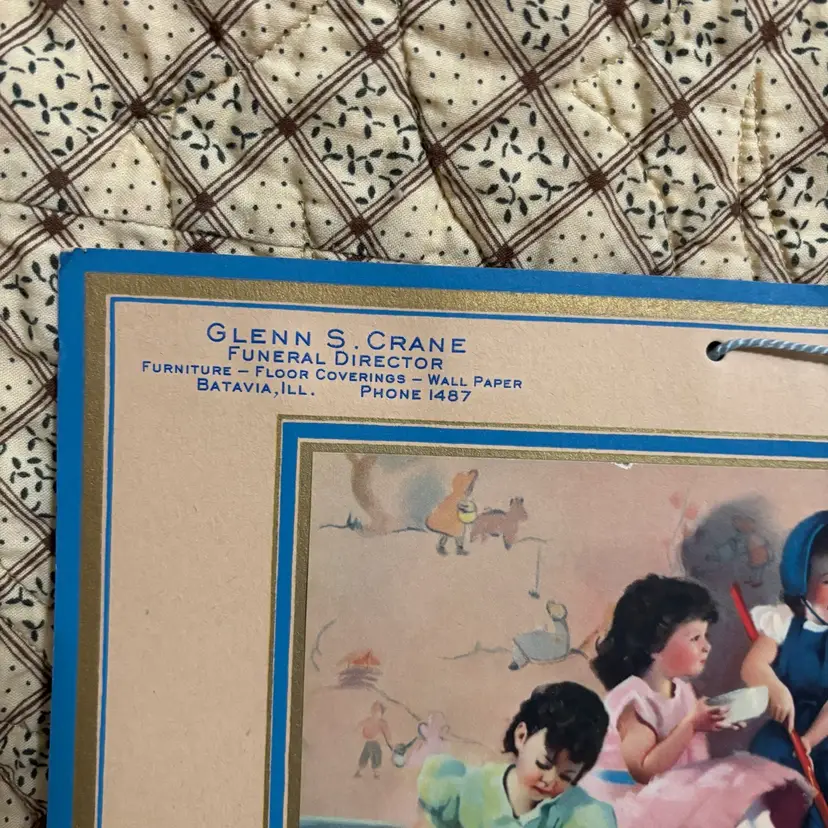 Glenn S. Crane
Funeral Director
Furniture – Floor Coverings – Wall Paper
Batavia, Ill. Phone 1487